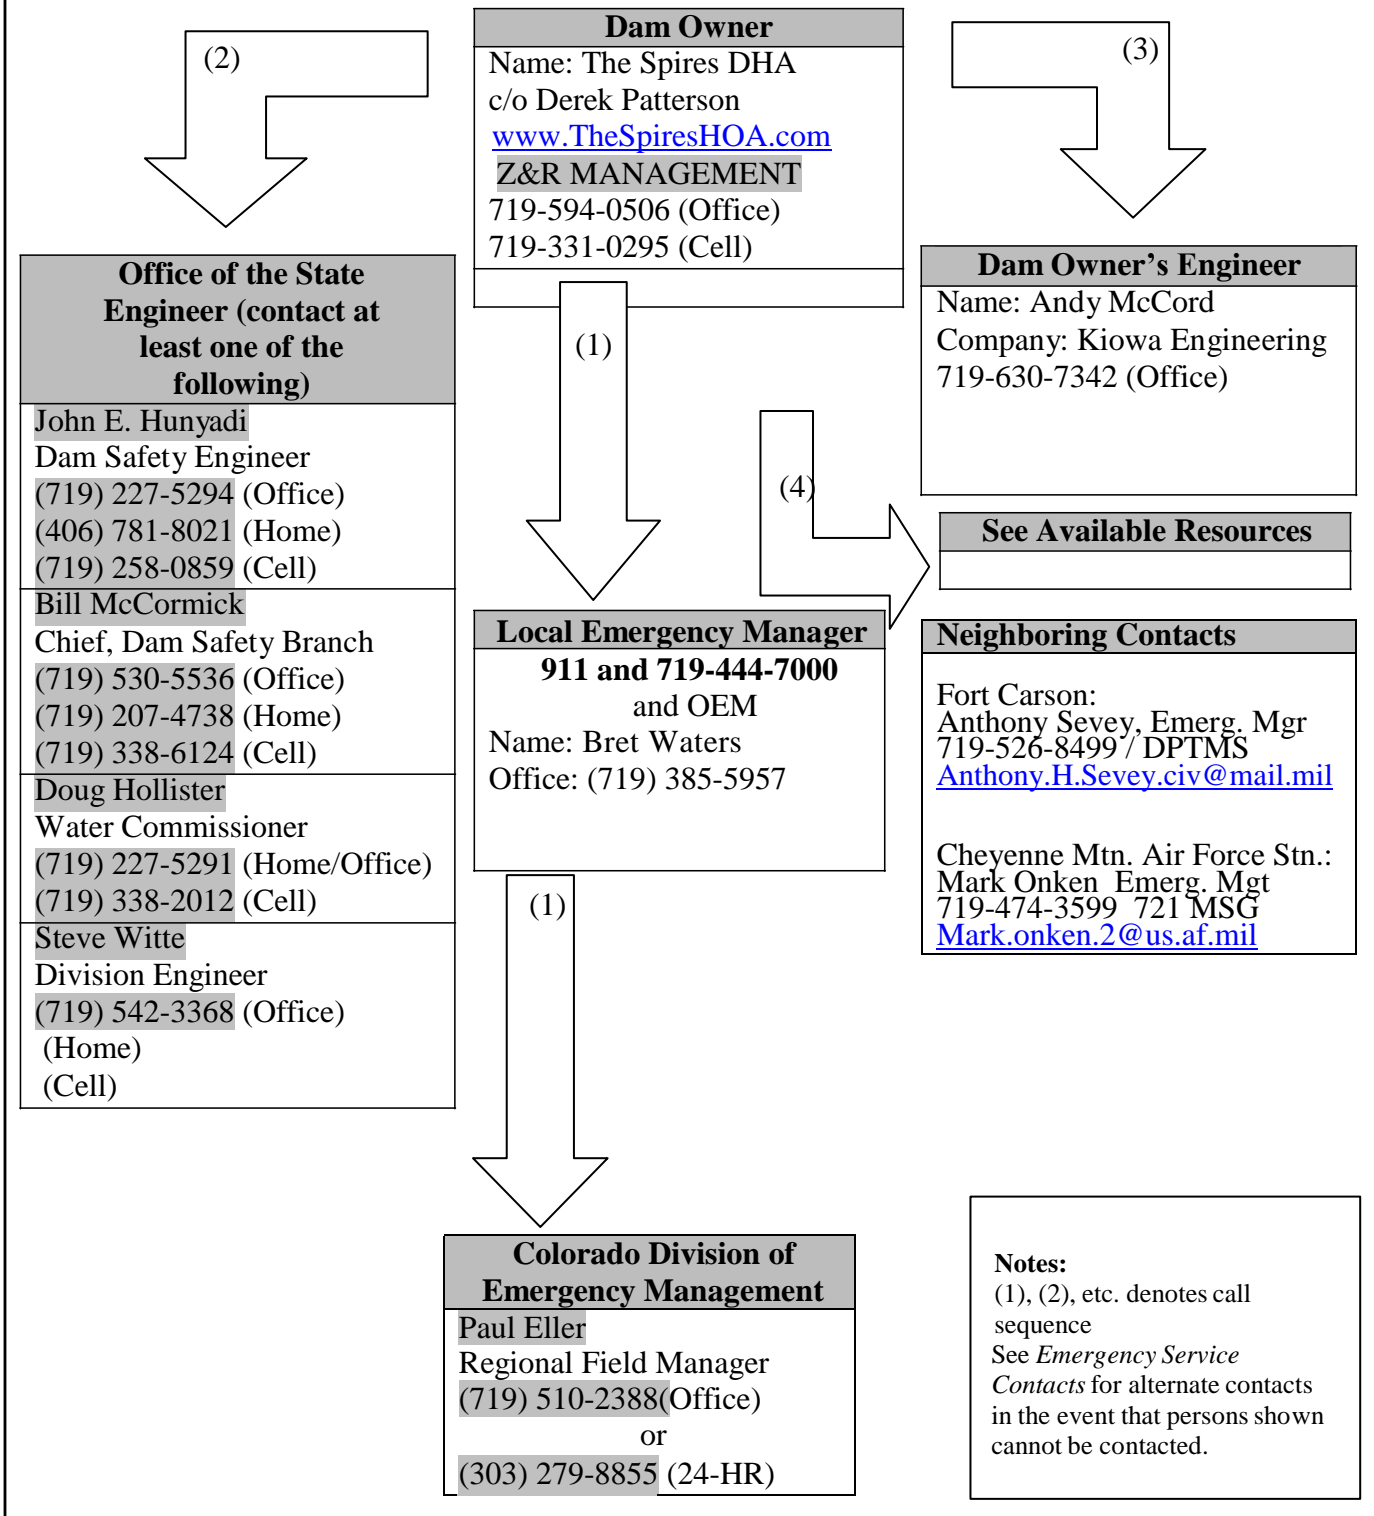 (2)
Dam Owner
Name: The Spires DHA
c/o Derek Patterson
www.TheSpiresHOA.com
Z&R MANAGEMENT
719-594-0506 (Office)
719-331-0295 (Cell)
(3)
Office of the State
Engineer (contact at
least one of the
following)
John E. Hunyadi
Dam Safety Engineer
(719) 227-5294 (Office)
(406) 781-8021 (Home)
(719) 258-0859 (Cell)
Bill McCormick
Chief, Dam Safety Branch
(719) 530-5536 (Office)
(719) 207-4738 (Home)
(719) 338-6124 (Cell)
Doug Hollister
Water Commissioner
(719) 227-5291 (Home/Office)
(719) 338-2012 (Cell)
Steve Witte
Division Engineer
(719) 542-3368 (Office)
(Home)
(Cell)
(1)
Dam Owner’s Engineer
Name: Andy McCord
Company: Kiowa Engineering
719-630-7342 (Office)
(4)
See Available Resources
Local Emergency Manager
911 and 719-444-7000
and OEM
Name: Bret Waters
Office: (719) 385-5957
Neighboring Contacts
Fort Carson:
Anthony Sevey, Emerg. Mgr
719-526-8499 / DPTMS
Anthony.H.Sevey.civ@mail.mil
Cheyenne Mtn. Air Force Stn.:
Mark Onken  Emerg. Mgt
719-474-3599  721 MSG
Mark.onken.2@us.af.mil
(1)
Colorado Division of
Emergency Management
Paul Eller
Regional Field Manager
(719) 510-2388(Office)
or
(303) 279-8855 (24-HR)
Notes:
(1), (2), etc. denotes call
sequence
See Emergency Service
Contacts for alternate contacts
in the event that persons shown
cannot be contacted.